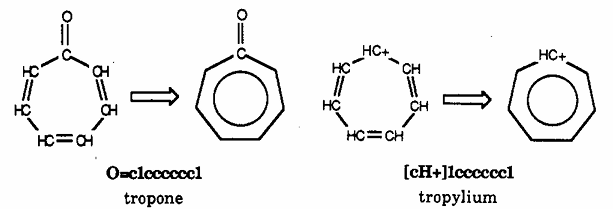 O O HC+ HC+
C C
HC CH HC CH
HC CH HC CH
HC CH HC CH
O=c1cccccc1 [cH+]1cccccc1
tropone tropylium